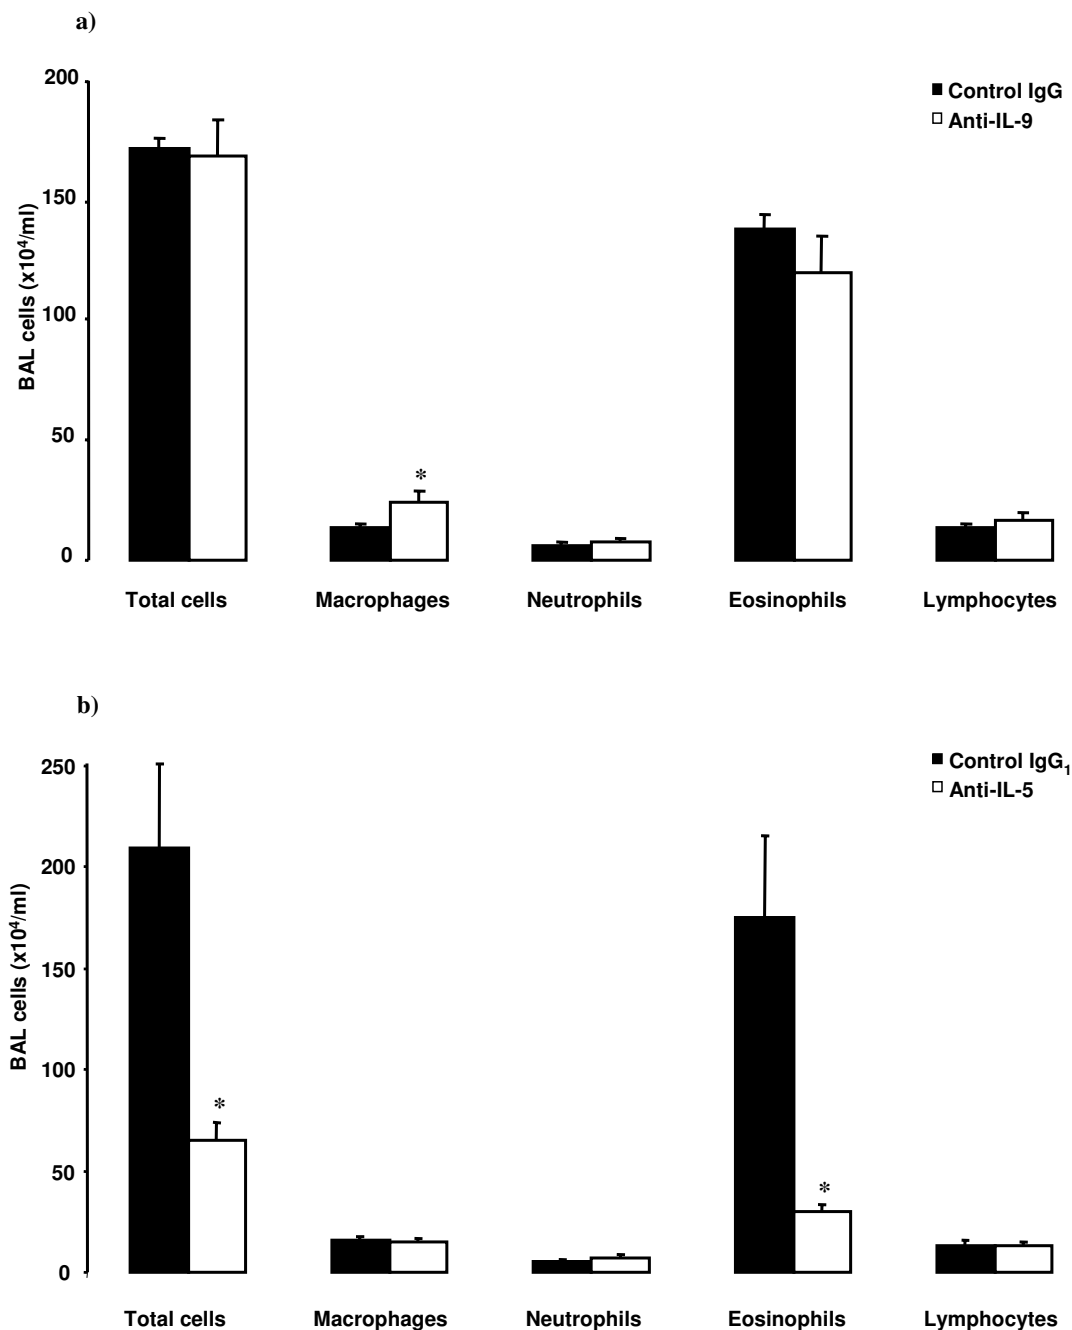 a)
200
150
100
50
0
BAL cells (x10⁴/ml)
■ Control IgG
□ Anti-IL-9
*
Total cells
Macrophages
Neutrophils
Eosinophils
Lymphocytes
b)
250
200
150
100
50
0
BAL cells (x10⁴/ml)
■ Control IgG₁
□ Anti-IL-5
*
*
Total cells
Macrophages
Neutrophils
Eosinophils
Lymphocytes